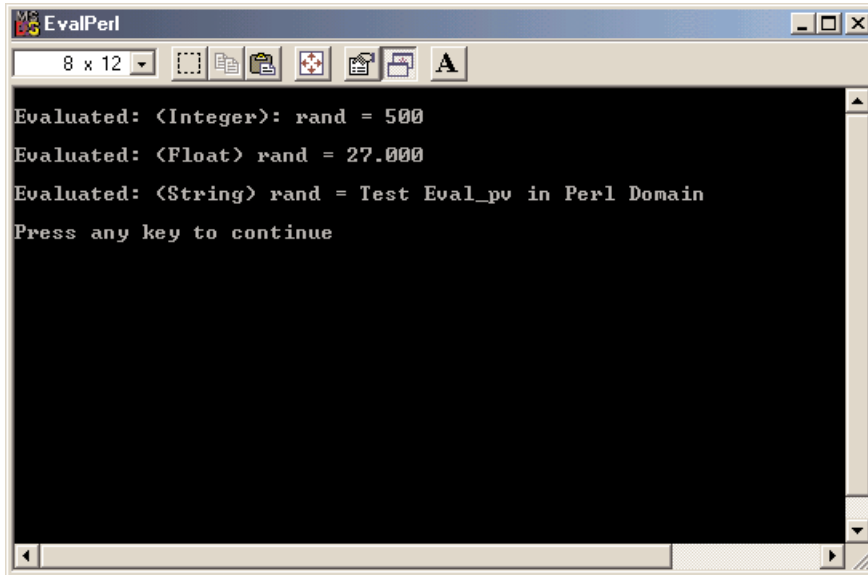 EvalPerl
8 x 12
A
Evaluated: (Integer): rand = 500
Evaluated: (Float) rand = 27.000
Evaluated: (String) rand = Test Eval_pv in Perl Domain
Press any key to continue